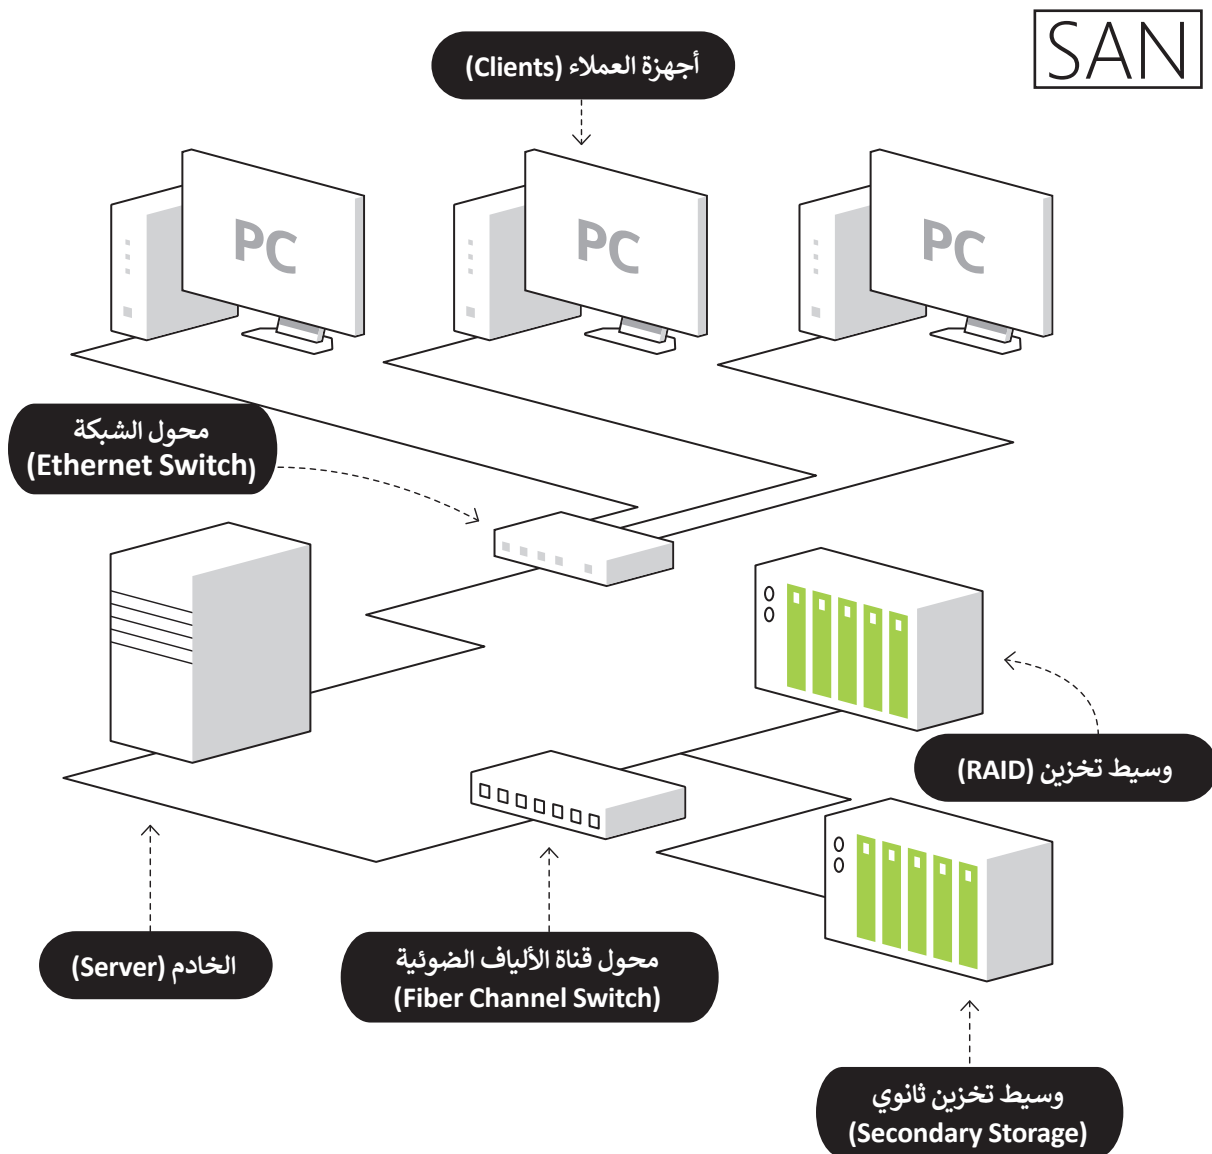 SAN
أجهزة العملاء (Clients)
PC
PC
PC
محول الشبكة
(Ethernet Switch)
وسيط تخزين (RAID)
الخادم (Server)
محول قناة الألياف الضوئية
(Fiber Channel Switch)
وسيط تخزين ثانوي
(Secondary Storage)